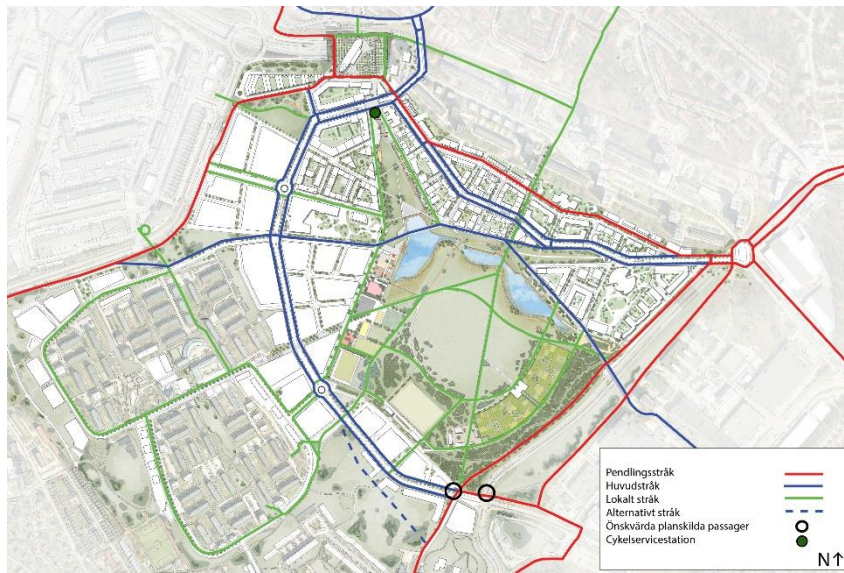 Pendlingsstråk
Huvudstråk
Lokalt stråk
Alternativt stråk
Önskvärda planskilda passager
Cykelservicestation
N↑